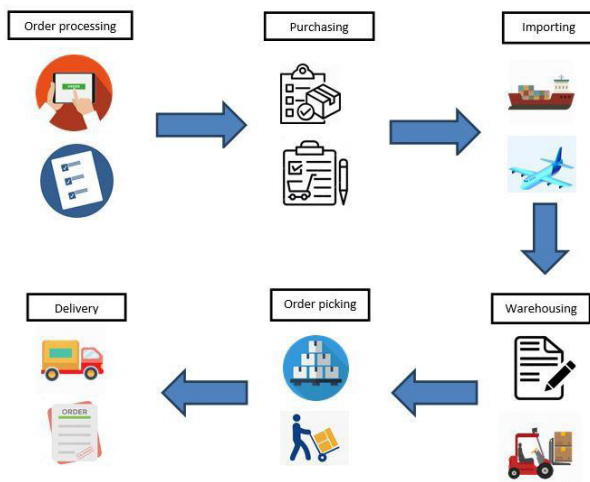 Order processing
Purchasing
Importing
ORDER
Delivery
Order picking
Warehousing
ORDER